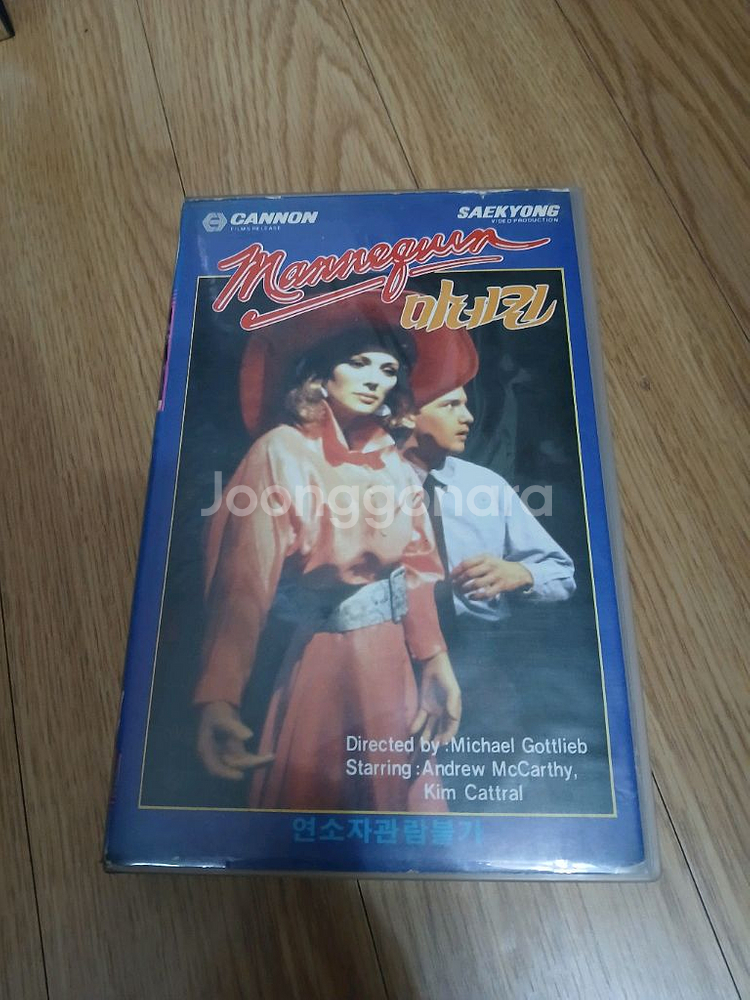 CANNON
FILMS RELEASE
SAEKYONG
VIDEO PRODUCTION
Mannequin
마네킨
Joonggonara
Directed by :Michael Gottlieb
Starring :Andrew McCarthy,
Kim Cattral
연소자관람불가